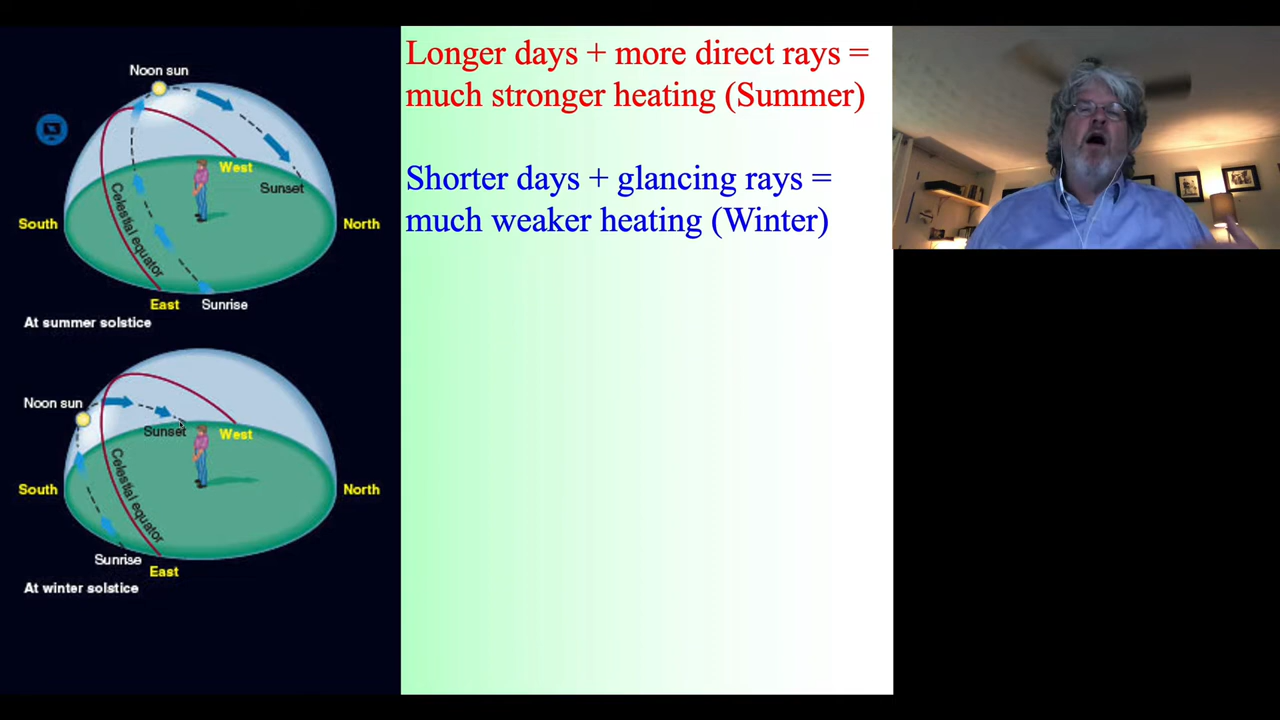 Noon sun
West
Sunset
South
Celestial equator
North
East
Sunrise
At summer solstice
Noon sun
Sunset
West
South
Celestial equator
North
Sunrise
East
At winter solstice
Longer days + more direct rays =
much stronger heating (Summer)
Shorter days + glancing rays =
much weaker heating (Winter)